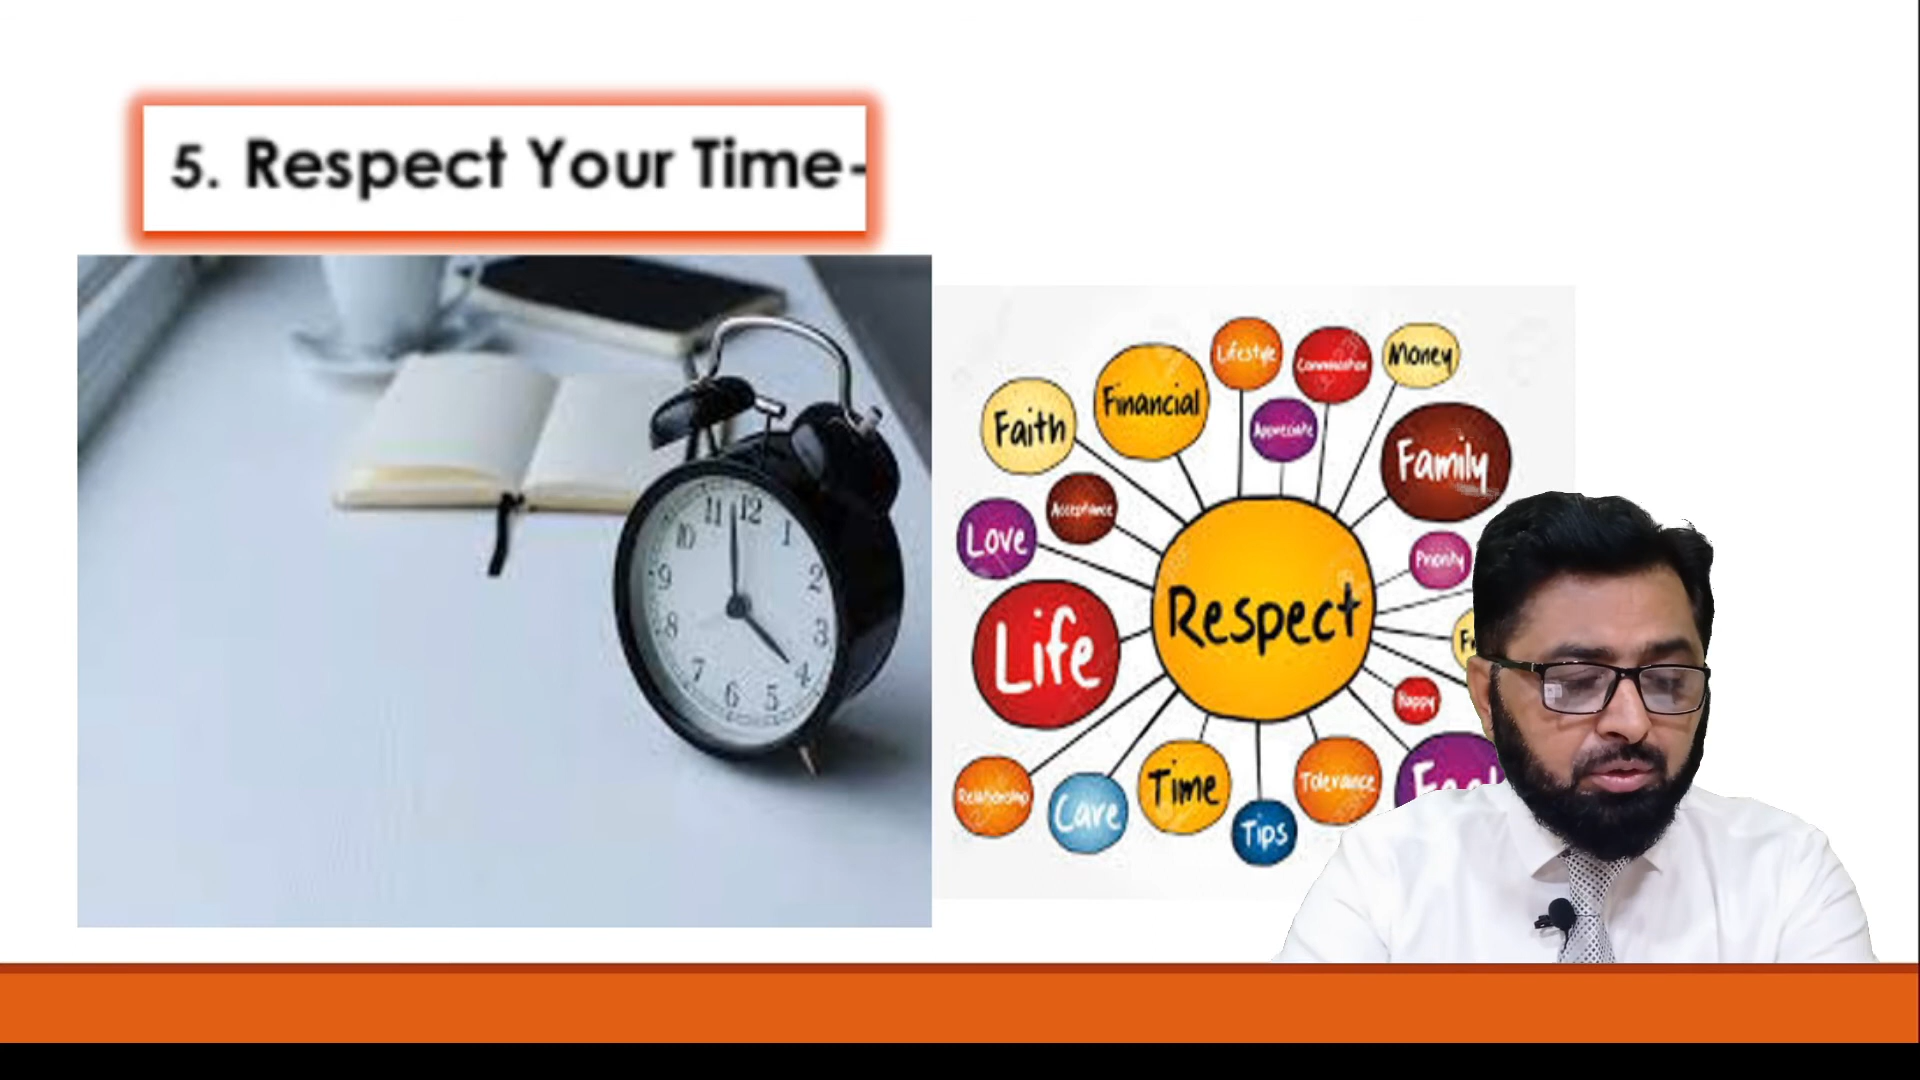 5. Respect Your Time-
11 12 1
10 2
9 3
8 4
7 6 5
Lifestyle
Money
Financial
Faith
Appreciate
Family
Acceptance
Love
Priority
Respect
Life
Happy
Relationship
Care
Time
Tolerance
Tips